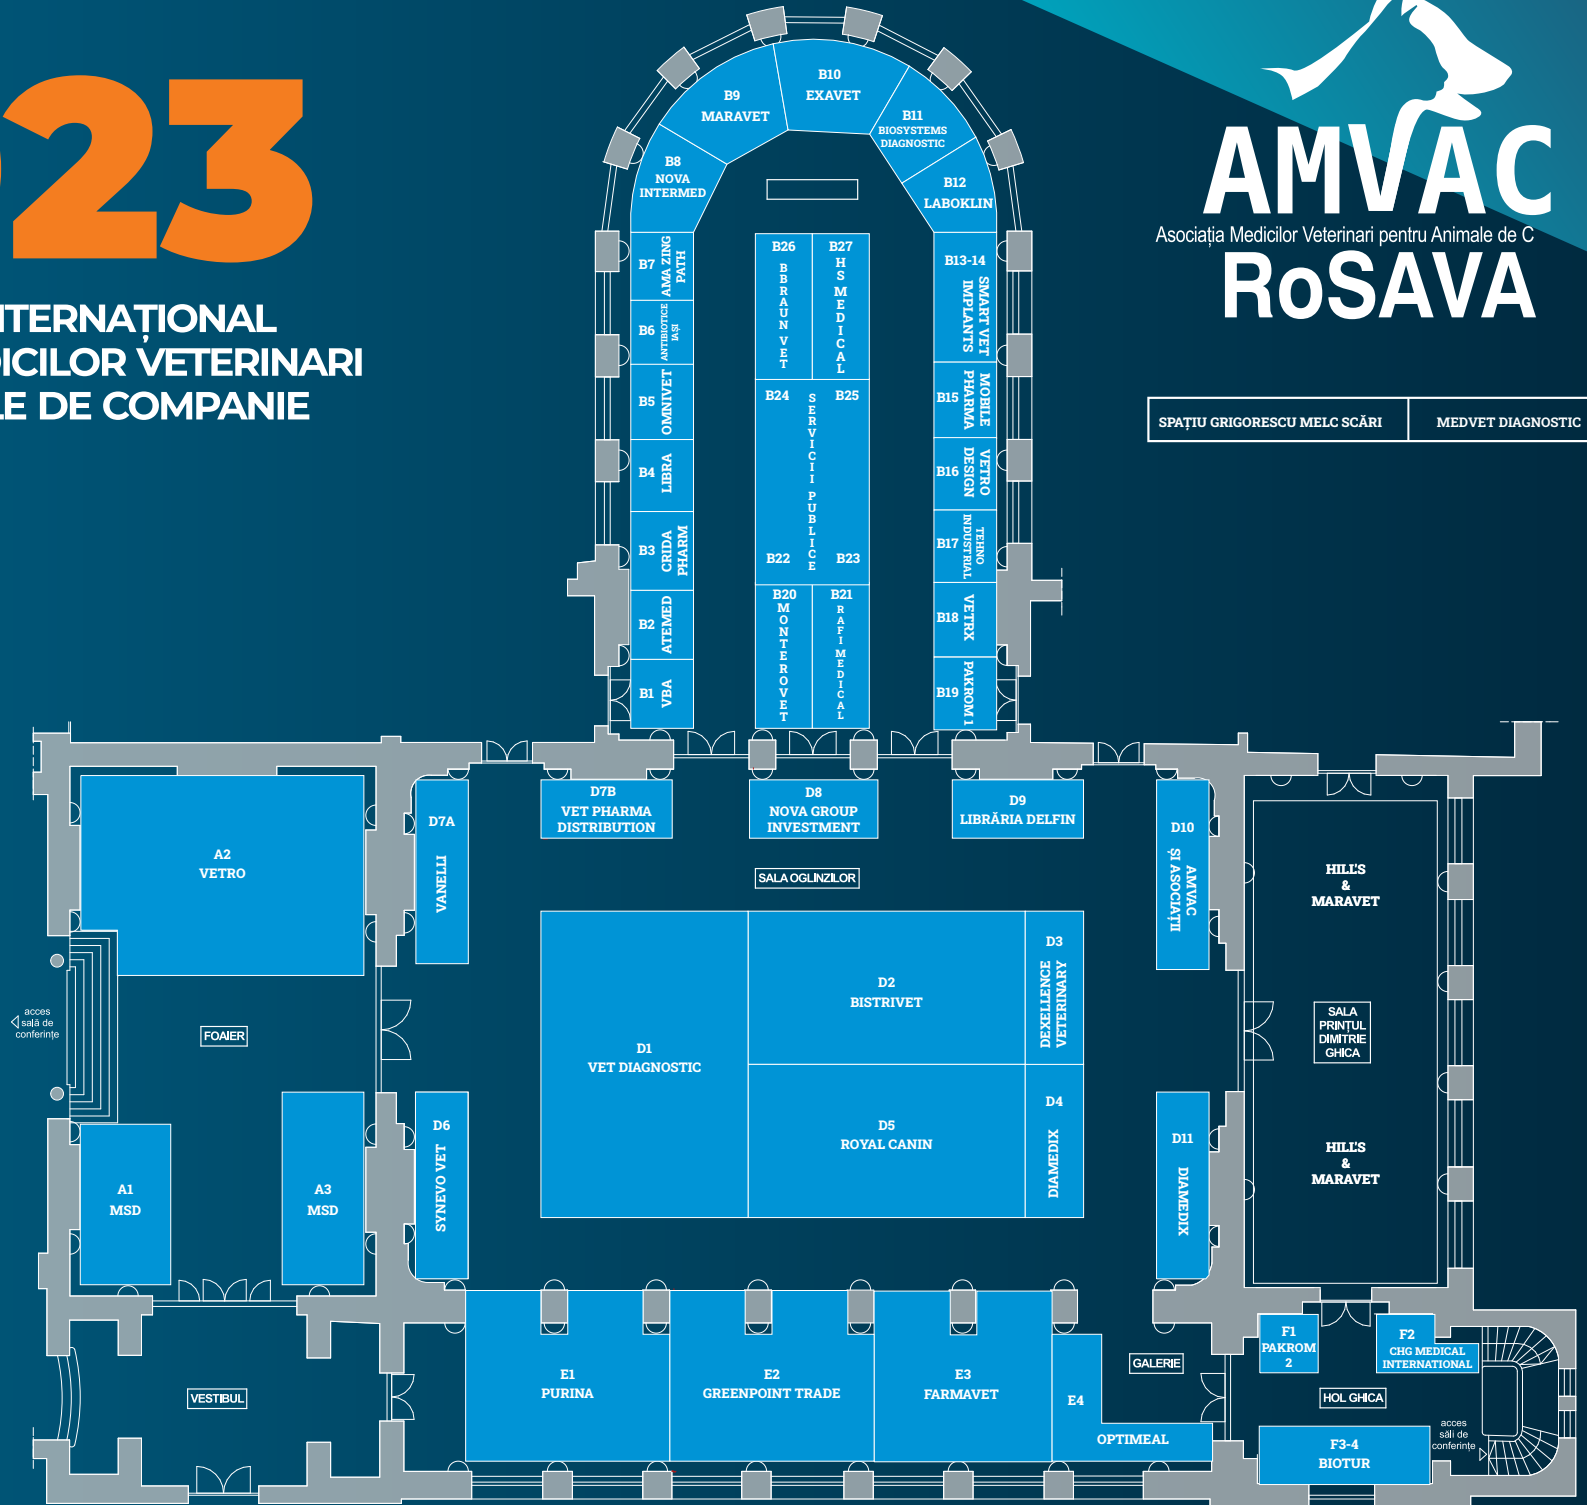 023
AMVAC
Asociația Medicilor Veterinari pentru Animale de C
RoSAVA
NTERNAȚIONAL
DICILOR VETERINARI
LE DE COMPANIE
SPAȚIU GRIGORESCU MELC SCĂRI
MEDVET DIAGNOSTIC
B10
EXAVET
B9
MARAVET
B11
BIOSYSTEMS
DIAGNOSTIC
B8
NOVA
INTERMED
B12
LABOKLIN
B7
AMA ZING
PATH
B6
ANTIBIOTICE
IAȘI
B5
OMNIVET
B4
LIBRA
B3
CRIDA
PHARM
B2
ATEMED
B1
VBA
B26
BBRAUN VET
B27
HS MEDICAL
B24
B25
SERVICII PUBLICE
B22
B23
B20
MONTEROVET
B21
RAFI MEDICAL
B13-14
SMART VET
IMPLANTS
B15
MOBILE
PHARMA
B16
VETRO
DESIGN
B17
TEHNO
INDUSTRIAL
B18
VETRX
B19
PAKROM 1
A2
VETRO
D7A
VANELLI
D7B
VET PHARMA
DISTRIBUTION
D8
NOVA GROUP
INVESTMENT
D9
LIBRĂRIA DELFIN
D10
AMVAC
ȘI ASOCIAȚII
SALA OGLINZILOR
HILL'S
&
MARAVET
acces
sală de
conferințe
FOAIER
D1
VET DIAGNOSTIC
D2
BISTRIVET
D3
DEXELLENCE
VETERINARY
D4
DIAMEDIX
D5
ROYAL CANIN
SALA
PRINȚUL
DIMITRIE
GHICA
HILL'S
&
MARAVET
A1
MSD
A3
MSD
D6
SYNEVO VET
D11
DIAMEDIX
VESTIBUL
E1
PURINA
E2
GREENPOINT TRADE
E3
FARMAVET
E4
OPTIMEAL
GALERIE
F1
PAKROM
2
F2
CHG MEDICAL
INTERNATIONAL
HOL GHICA
acces
săli de
conferințe
F3-4
BIOTUR